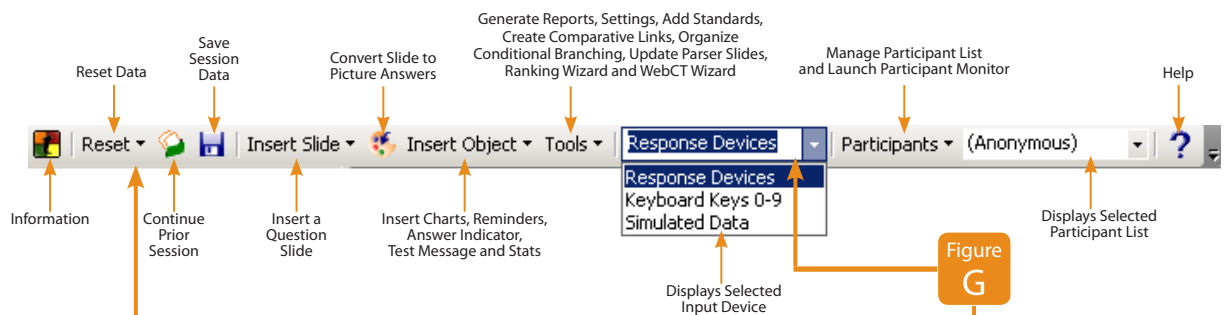 Generate Reports, Settings, Add Standards,
Create Comparative Links, Organize
Conditional Branching, Update Parser Slides,
Ranking Wizard and WebCT Wizard
Save
Session
Data
Reset Data
Convert Slide to
Picture Answers
Manage Participant List
and Launch Participant Monitor
Help
Reset
Insert Slide
Insert Object
Tools
Response Devices
Participants
(Anonymous)
?
Response Devices
Keyboard Keys 0-9
Simulated Data
Information
Continue
Prior
Session
Insert a
Question
Slide
Insert Charts, Reminders,
Answer Indicator,
Test Message and Stats
Displays Selected
Participant List
Displays Selected
Input Device
Figure
G